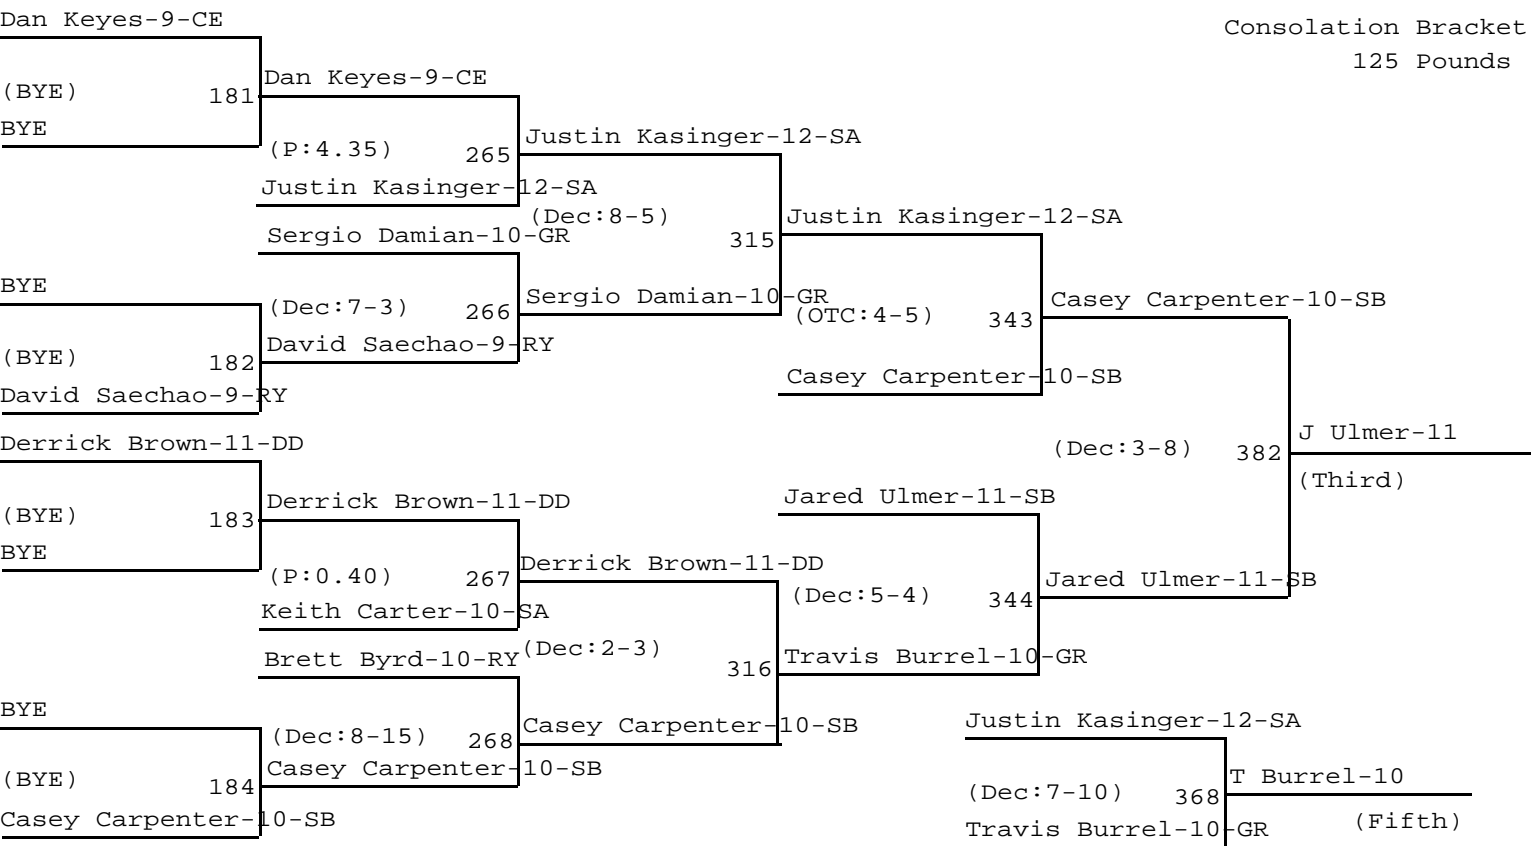 Dan Keyes-9-CE
Consolation Bracket
125 Pounds
Dan Keyes-9-CE
(BYE)
181
BYE
Justin Kasinger-12-SA
(P:4.35)
265
Justin Kasinger-12-SA
(Dec:8-5)
Justin Kasinger-12-SA
Sergio Damian-10-GR
315
BYE
(Dec:7-3)
266
Sergio Damian-10-GR
(OTC:4-5)
343
Casey Carpenter-10-SB
David Saechao-9-RY
(BYE)
182
Casey Carpenter-10-SB
David Saechao-9-RY
Derrick Brown-11-DD
J Ulmer-11
(Dec:3-8)
382
(Third)
Derrick Brown-11-DD
Jared Ulmer-11-SB
(BYE)
183
BYE
Derrick Brown-11-DD
(P:0.40)
267
Jared Ulmer-11-SB
(Dec:5-4)
344
Keith Carter-10-SA
(Dec:2-3)
Brett Byrd-10-RY
Travis Burrel-10-GR
316
BYE
Casey Carpenter-10-SB
Justin Kasinger-12-SA
(Dec:8-15)
268
Casey Carpenter-10-SB
(BYE)
184
T Burrel-10
(Dec:7-10)
368
Casey Carpenter-10-SB
Travis Burrel-10-GR
(Fifth)